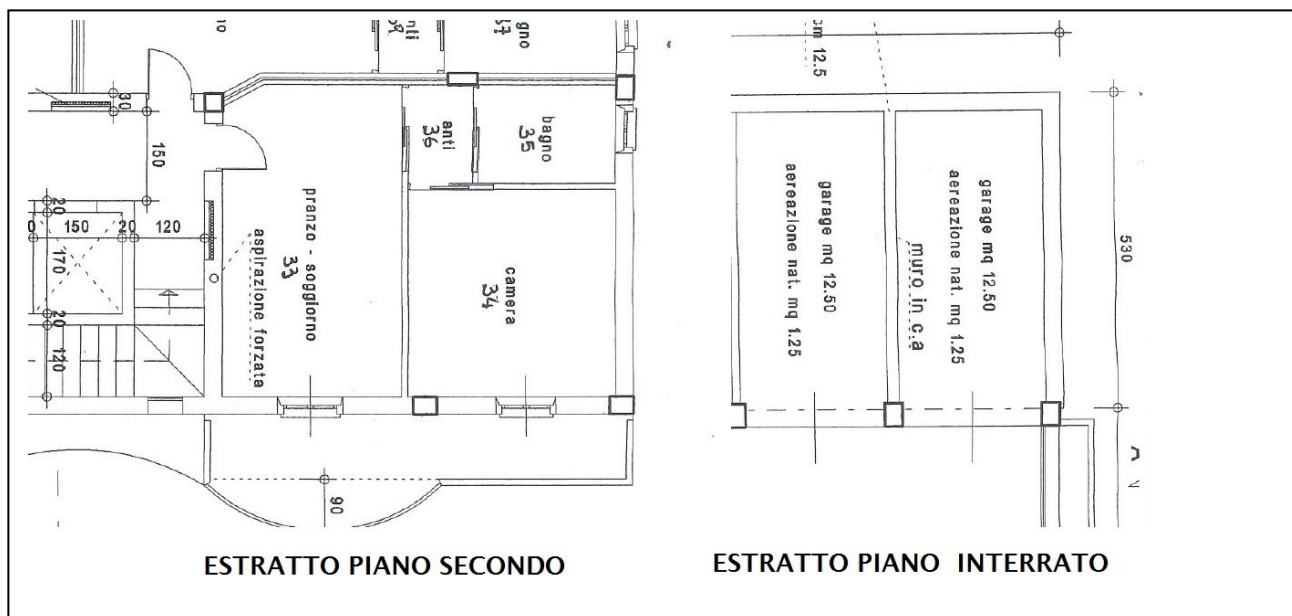 30
150
20
150
20
120
170
20
120
anti
36
bagno
35
pranzo - soggiorno
33
aspirazione forzata
camera
34
90
ESTRATTO PIANO SECONDO
cm 12.5
garage mq 12.50
aereazione nat. mq 1.25
muro in c.a
garage mq 12.50
aereazione nat. mq 1.25
530
ESTRATTO PIANO INTERRATO